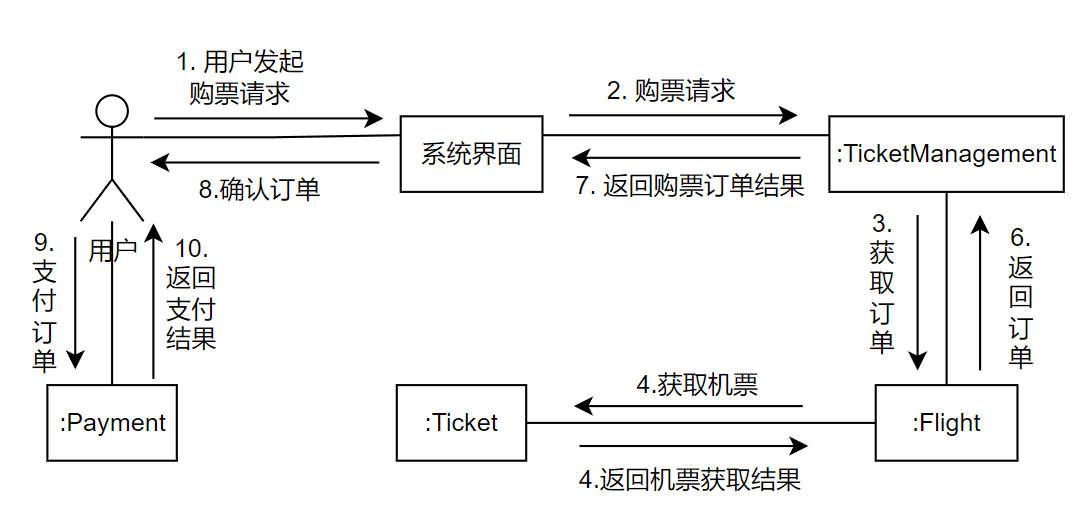 1. 用户发起
购票请求
2. 购票请求
系统界面
:TicketManagement
8.确认订单
7. 返回购票订单结果
用户
9.
支
付
订
单
10.
返回
支付
结果
3.
获
取
订
单
6.
返
回
订
单
:Payment
:Ticket
4.获取机票
:Flight
4.返回机票获取结果